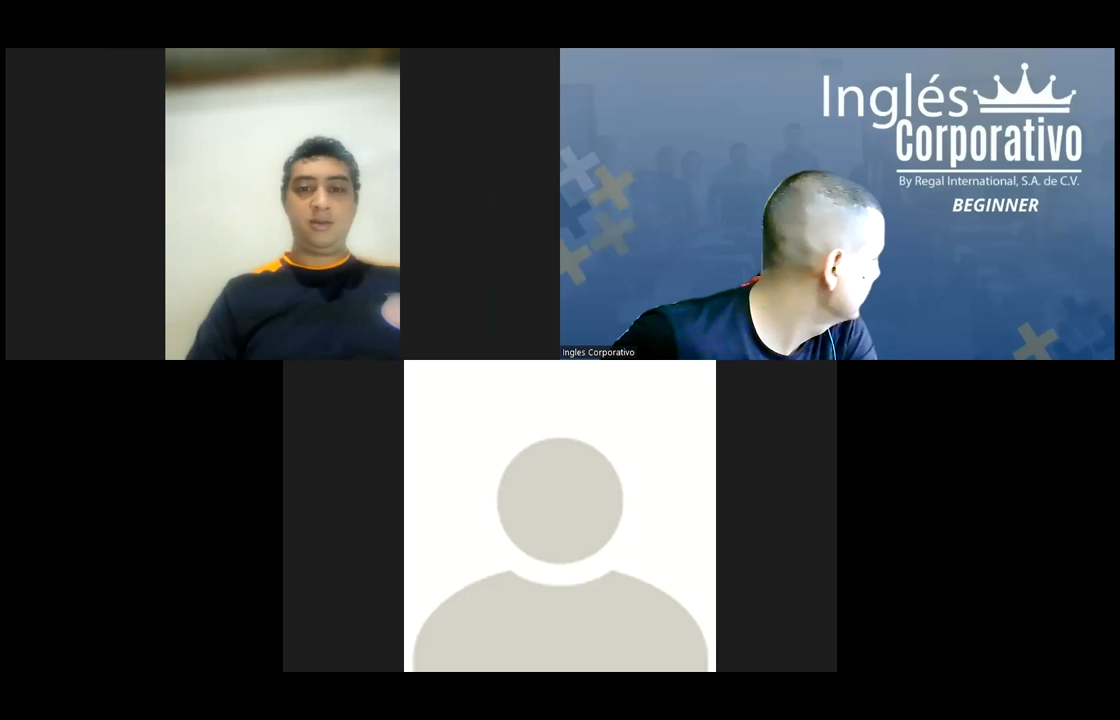 Inglés
Corporativo
By Regal International, S.A. de C.V.
BEGINNER
Ingles Corporativo